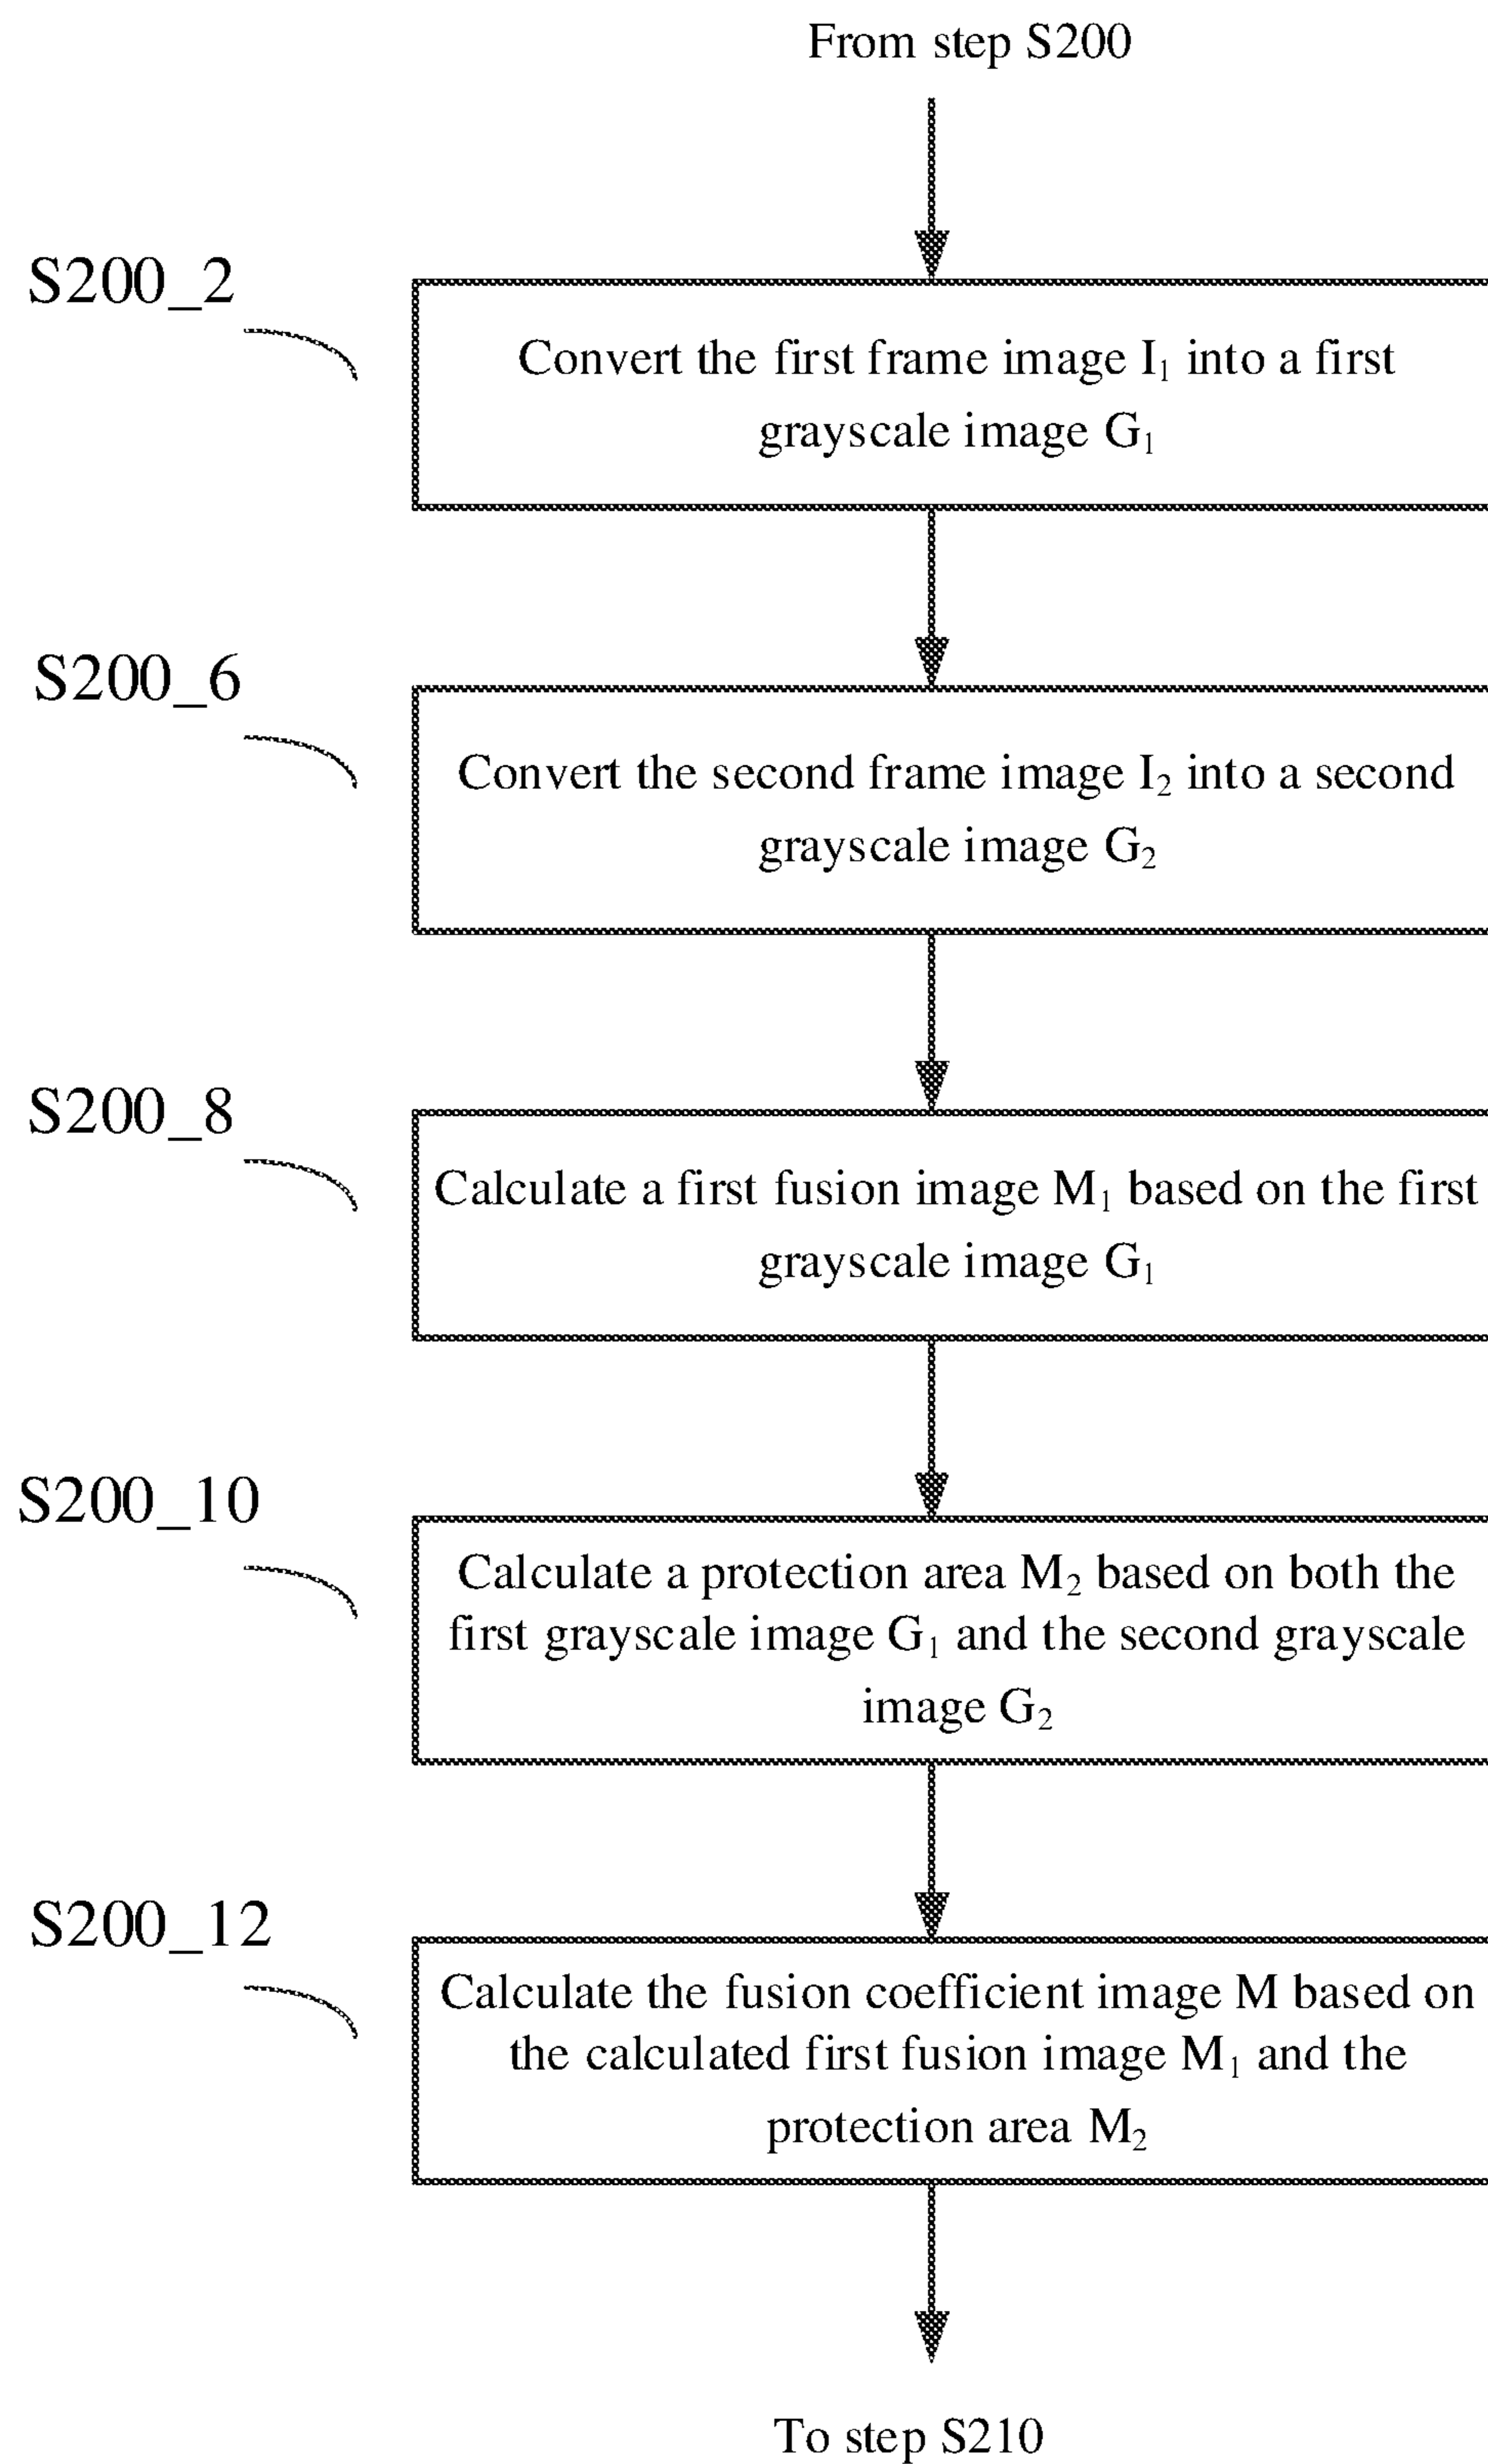 From step S200
S200_2
Convert the first frame image I₁ into a first
grayscale image G₁
S200_6
Convert the second frame image I₂ into a second
grayscale image G₂
S200_8
Calculate a first fusion image M₁ based on the first
grayscale image G₁
S200_10
Calculate a protection area M₂ based on both the
first grayscale image G₁ and the second grayscale
image G₂
S200_12
Calculate the fusion coefficient image M based on
the calculated first fusion image M₁ and the
protection area M₂
To step S210